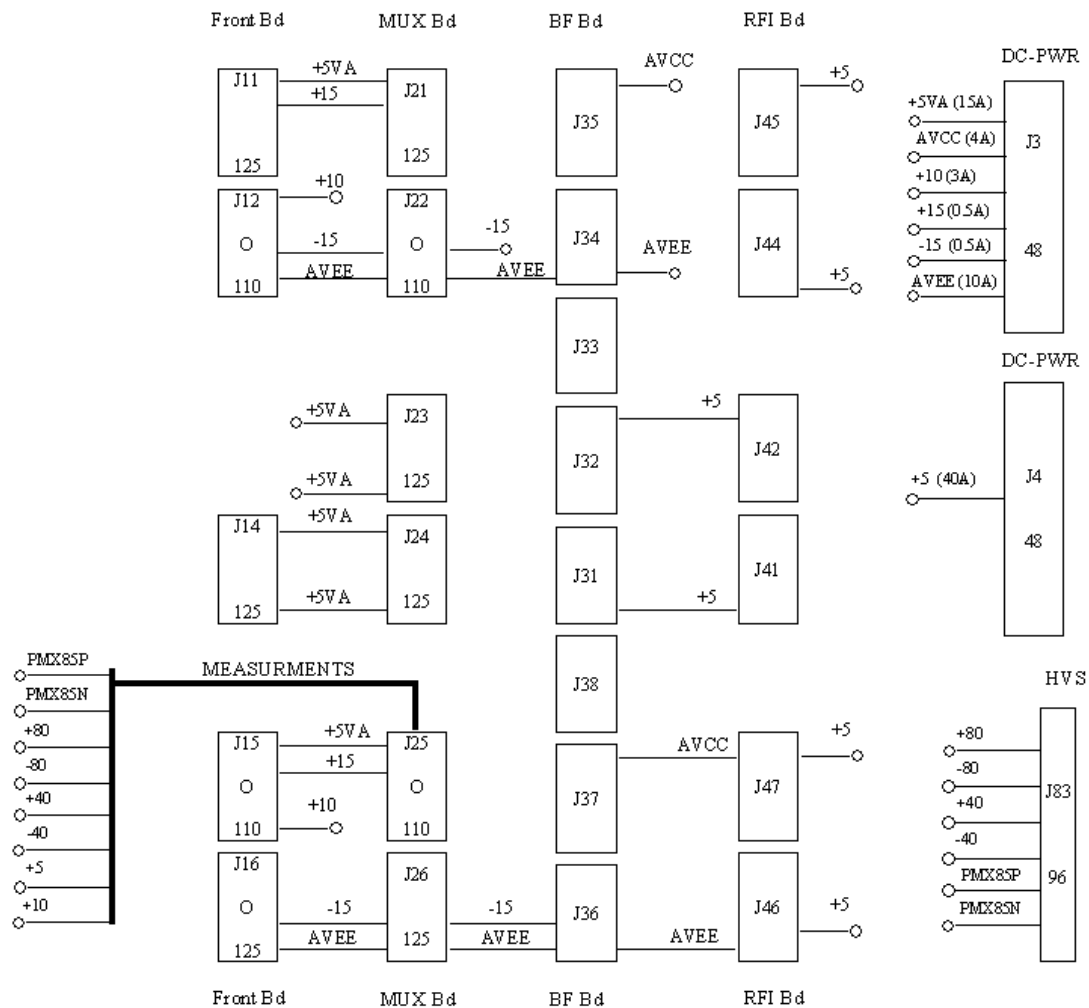 Front Bd MUX Bd BF Bd RFI Bd
DC-PWR
J11 +5VA J21 AVCC +5
+15 J35 J45 +5VA (15A) J3
AVCC (4A)
125 125 +10 (3A)
J12 +10 J22 +15 (0.5A)
O -15 O -15 J34 AVEE J44 -15 (0.5A) 48
110 AVEE 110 AVEE +5 AVEE (10A)
J33
DC-PWR
+5VA J23 +5
J32 J42
+5VA 125 +5 (40A) J4
J14 +5VA J24 48
J31 J41
125 +5VA 125 +5
PMX85P MEASURMENTS J38 HVS
PMX85N
+80 J15 +5VA J25 AVCC +5 +80
-80 O +15 O J37 J47 -80 J83
+40 +10 +40
-40 110 110 -40
+5 J16 J26 PMX85P 96
+10 O -15 -15 J36 J46 +5 PMX85N
125 AVEE 125 AVEE AVEE
Front Bd MUX Bd BF Bd RFI Bd